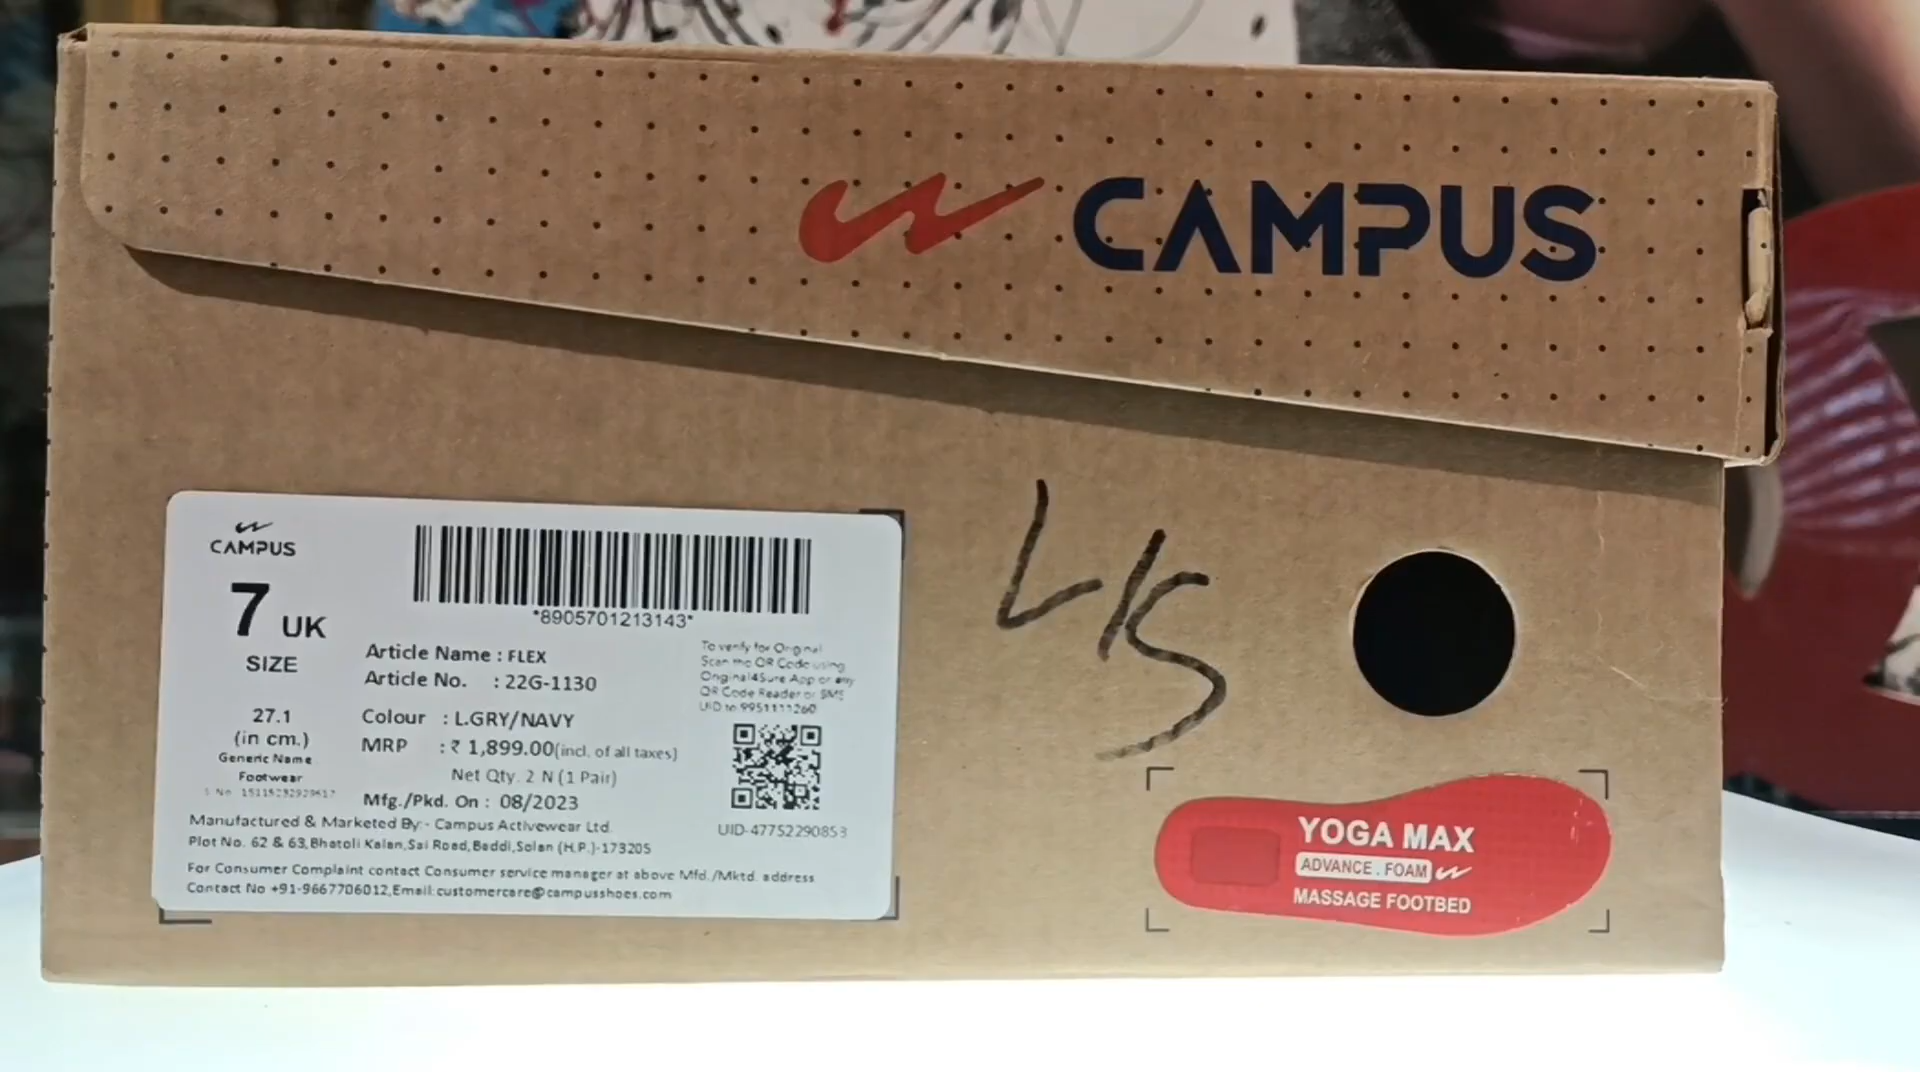 CAMPUS
CAMPUS
7 UK
SIZE
27.1
(in cm.)
Generic Name
Footwear
*8905701213143*
Article Name : FLEX
Article No. : 22G-1130
Colour : L.GRY/NAVY
MRP : ₹ 1,899.00(incl. of all taxes)
Net Qty. 2 N (1 Pair)
Mfg./Pkd. On : 08/2023
To verify for Original
Scan the QR Code using
Original4Sure App or any
QR Code Reader or SMS
UID to 9951111260
UID-47752290853
Manufactured & Marketed By:- Campus Activewear Ltd.
Plot No. 62 & 63,Bhatoli Kalan,Sai Road,Baddi,Solan (H.P.)-173205
For Consumer Complaint contact Consumer service manager at above Mfd./Mktd. address
Contact No +91-9667706012,Email:customercare@campusshoes.com
YOGA MAX
ADVANCE . FOAM
MASSAGE FOOTBED